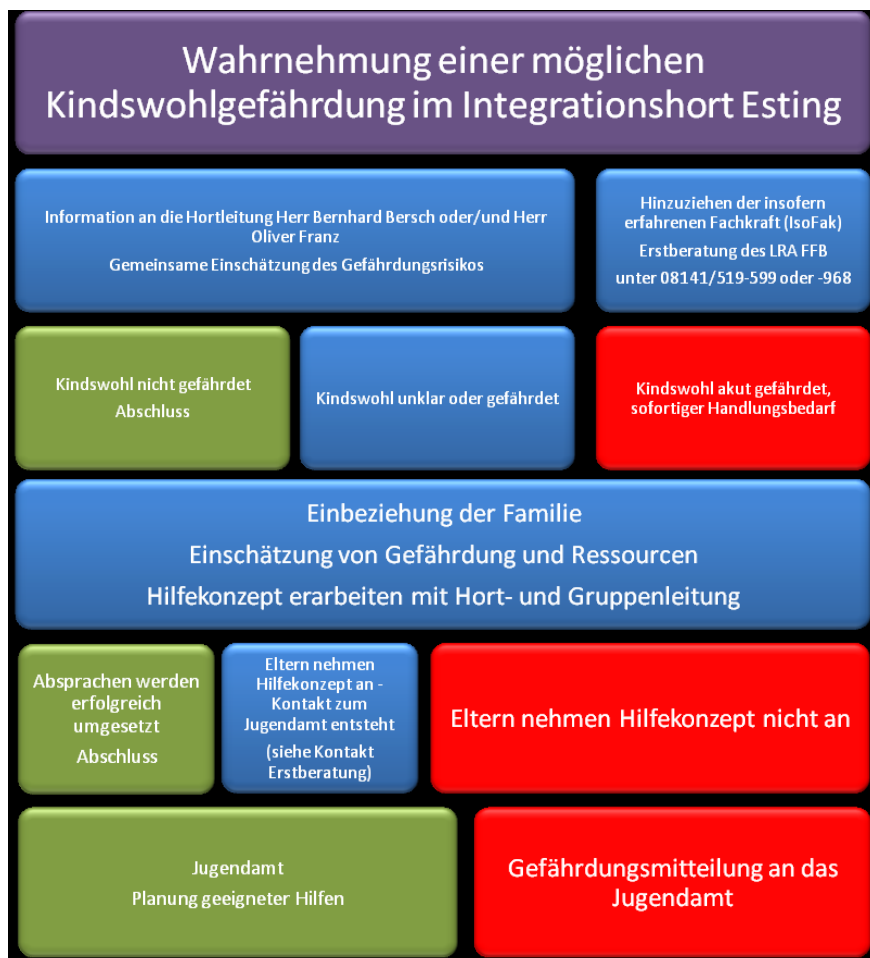 Wahrnehmung einer möglichen
Kindswohlgefährdung im Integrationshort Esting
Information an die Hortleitung Herr Bernhard Bersch oder/und Herr
Oliver Franz
Gemeinsame Einschätzung des Gefährdungsrisikos
Hinzuziehen der insofern
erfahrenen Fachkraft (IsoFak)
Erstberatung des LRA FFB
unter 08141/519-599 oder -968
Kindswohl nicht gefährdet
Abschluss
Kindswohl unklar oder gefährdet
Kindswohl akut gefährdet,
sofortiger Handlungsbedarf
Einbeziehung der Familie
Einschätzung von Gefährdung und Ressourcen
Hilfekonzept erarbeiten mit Hort- und Gruppenleitung
Absprachen werden
erfolgreich
umgesetzt
Abschluss
Eltern nehmen
Hilfekonzept an -
Kontakt zum
Jugendamt entsteht
(siehe Kontakt
Erstberatung)
Eltern nehmen Hilfekonzept nicht an
Jugendamt
Planung geeigneter Hilfen
Gefährdungsmitteilung an das
Jugendamt